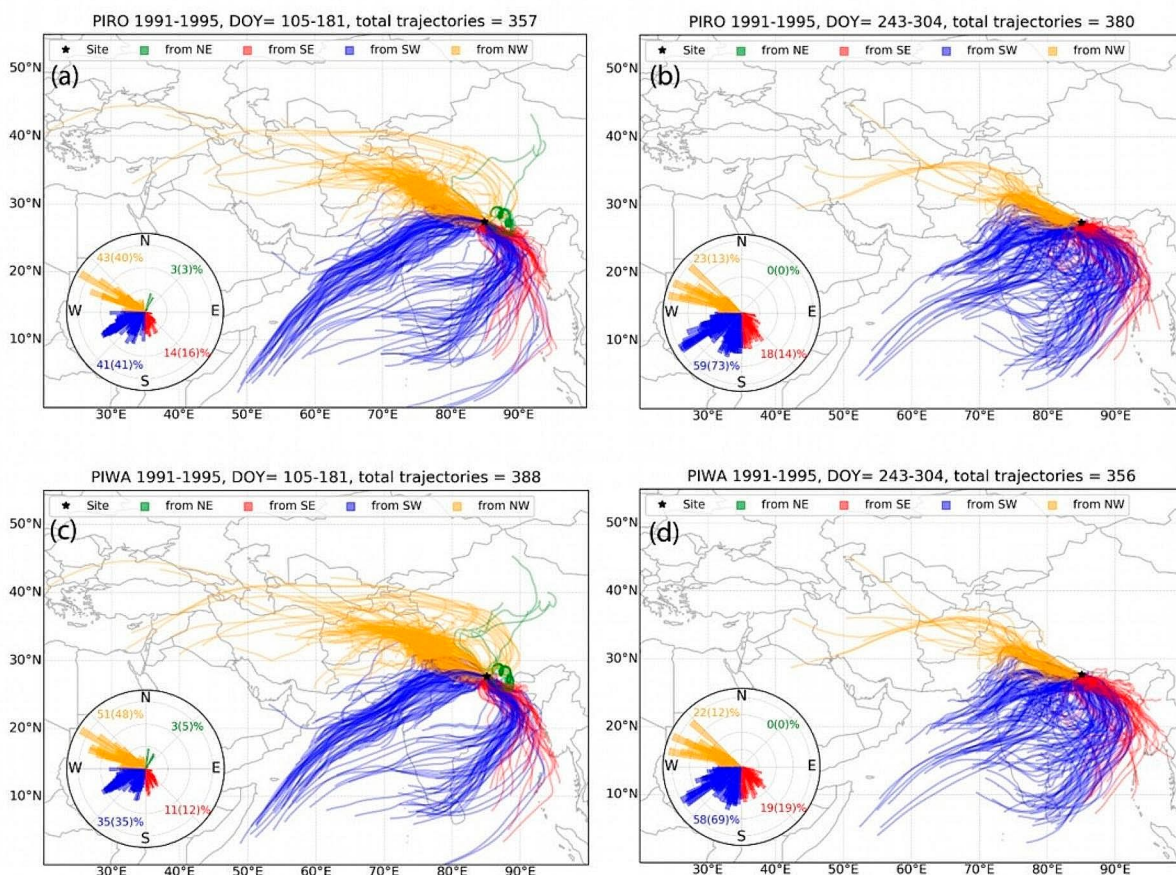 PIRO 1991-1995, DOY= 105-181, total trajectories = 357
Site from NE from SE from SW from NW
(a)
50°N
40°N
30°N
20°N
10°N
N
43(40)%
3(3)%
W
E
14(16)%
41(41)%
S
30°E 40°E 50°E 60°E 70°E 80°E 90°E
PIRO 1991-1995, DOY= 243-304, total trajectories = 380
Site from NE from SE from SW from NW
(b)
50°N
40°N
30°N
20°N
10°N
N
23(13)%
0(0)%
W
E
18(14)%
59(73)%
S
30°E 40°E 50°E 60°E 70°E 80°E 90°E
PIWA 1991-1995, DOY= 105-181, total trajectories = 388
Site from NE from SE from SW from NW
(c)
50°N
40°N
30°N
20°N
10°N
N
51(48)%
3(5)%
W
E
11(12)%
35(35)%
S
30°E 40°E 50°E 60°E 70°E 80°E 90°E
PIWA 1991-1995, DOY= 243-304, total trajectories = 356
Site from NE from SE from SW from NW
(d)
50°N
40°N
30°N
20°N
10°N
N
22(12)%
0(0)%
W
E
19(19)%
58(69)%
S
30°E 40°E 50°E 60°E 70°E 80°E 90°E